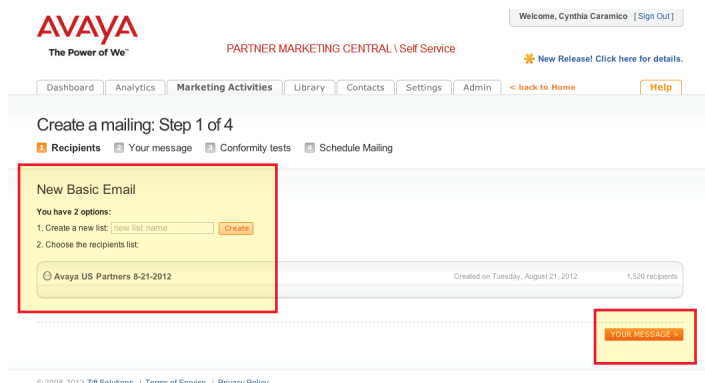 Welcome, Cynthia Caramico [ Sign Out ]
AVAYA
The Power of We™
PARTNER MARKETING CENTRAL \ Self Service
New Release! Click here for details.
Dashboard Analytics Marketing Activities Library Contacts Settings Admin < back to Home Help
Create a mailing: Step 1 of 4
1 Recipients 2 Your message 3 Conformity tests 4 Schedule Mailing
New Basic Email
You have 2 options:
1. Create a new list: new list name Create
2. Choose the recipients list:
Avaya US Partners 8-21-2012 Created on Tuesday, August 21, 2012 1,520 recipients
YOUR MESSAGE >
© 2008-2012 Zift Solutions | Terms of Service | Privacy Policy